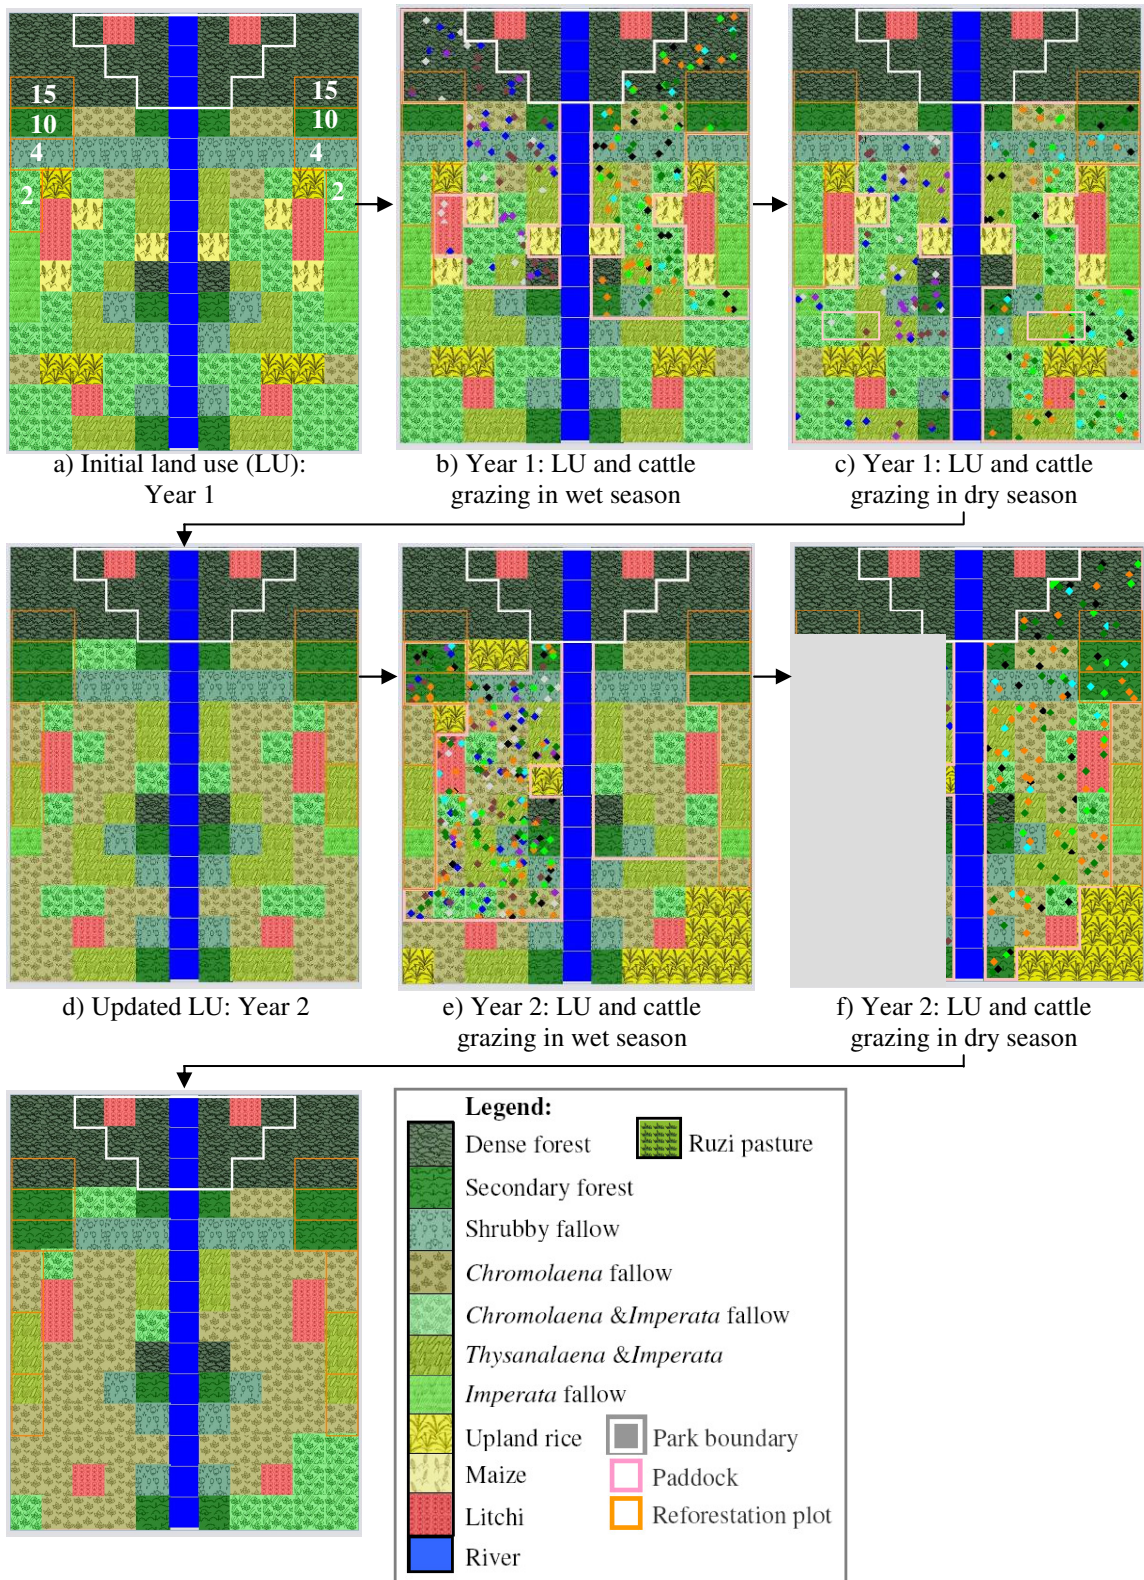 15
15
10
10
4
4
2
2
a) Initial land use (LU):
Year 1
b) Year 1: LU and cattle
grazing in wet season
c) Year 1: LU and cattle
grazing in dry season
d) Updated LU: Year 2
e) Year 2: LU and cattle
grazing in wet season
f) Year 2: LU and cattle
grazing in dry season
Legend:
Dense forest
Ruzi pasture
Secondary forest
Shrubby fallow
Chromolaena fallow
Chromolaena &Imperata fallow
Thysanalaena &Imperata
Imperata fallow
Upland rice
Park boundary
Maize
Paddock
Litchi
Reforestation plot
River